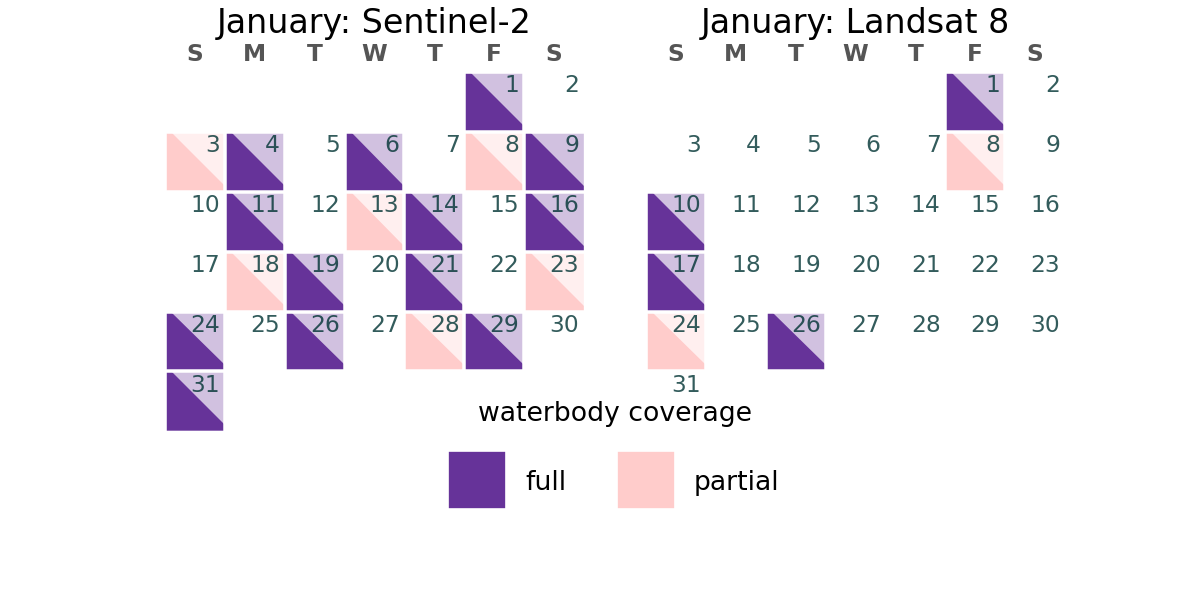 January: Sentinel-2
S M T W T F S
1 2
3 4 5 6 7 8 9
10 11 12 13 14 15 16
17 18 19 20 21 22 23
24 25 26 27 28 29 30
31
January: Landsat 8
S M T W T F S
1 2
3 4 5 6 7 8 9
10 11 12 13 14 15 16
17 18 19 20 21 22 23
24 25 26 27 28 29 30
31
waterbody coverage
full partial